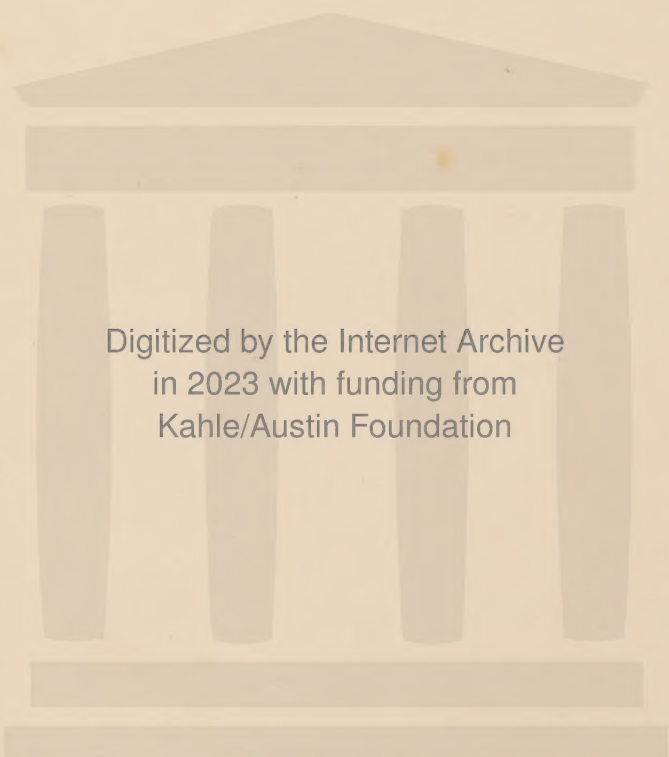 Digitized by the Internet Archive
in 2023 with funding from
Kahle/Austin Foundation